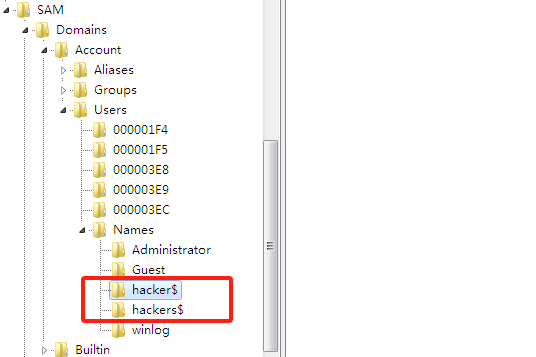 SAM
Domains
Account
Aliases
Groups
Users
000001F4
000001F5
000003E8
000003E9
000003EC
Names
Administrator
Guest
hacker$
hackers$
winlog
Builtin